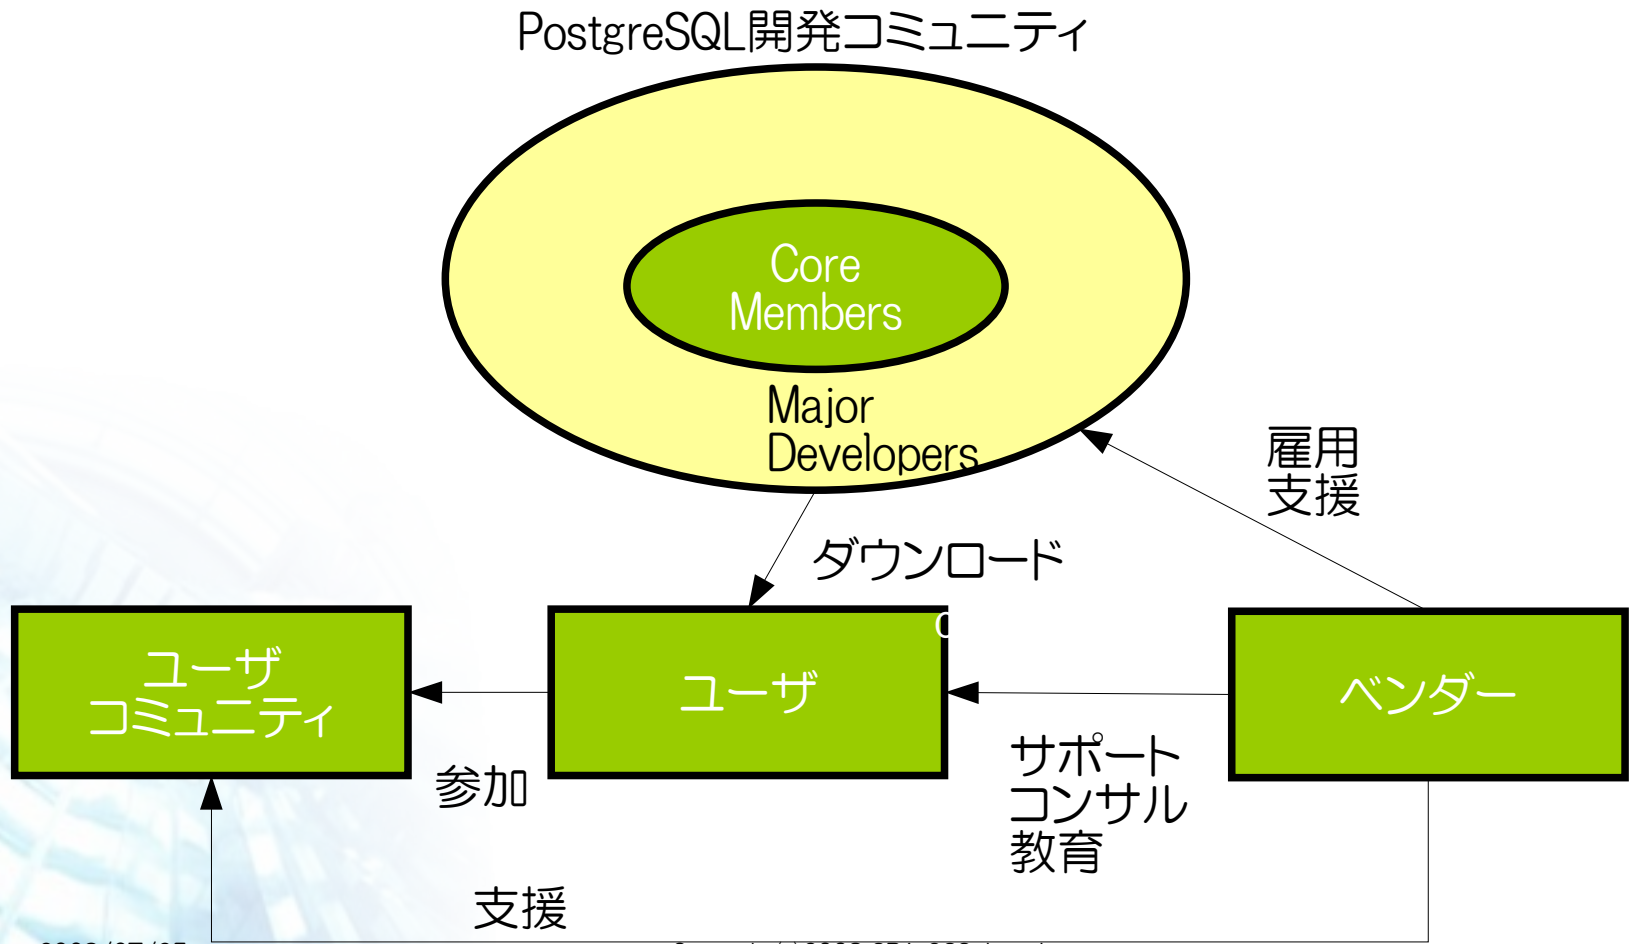 PostgreSQL開発コミュニティ
Core
Members
Major
Developers
雇用
支援
ダウンロード
ユーザ
コミュニティ
ユーザ
ベンダー
参加
サポート
コンサル
教育
支援